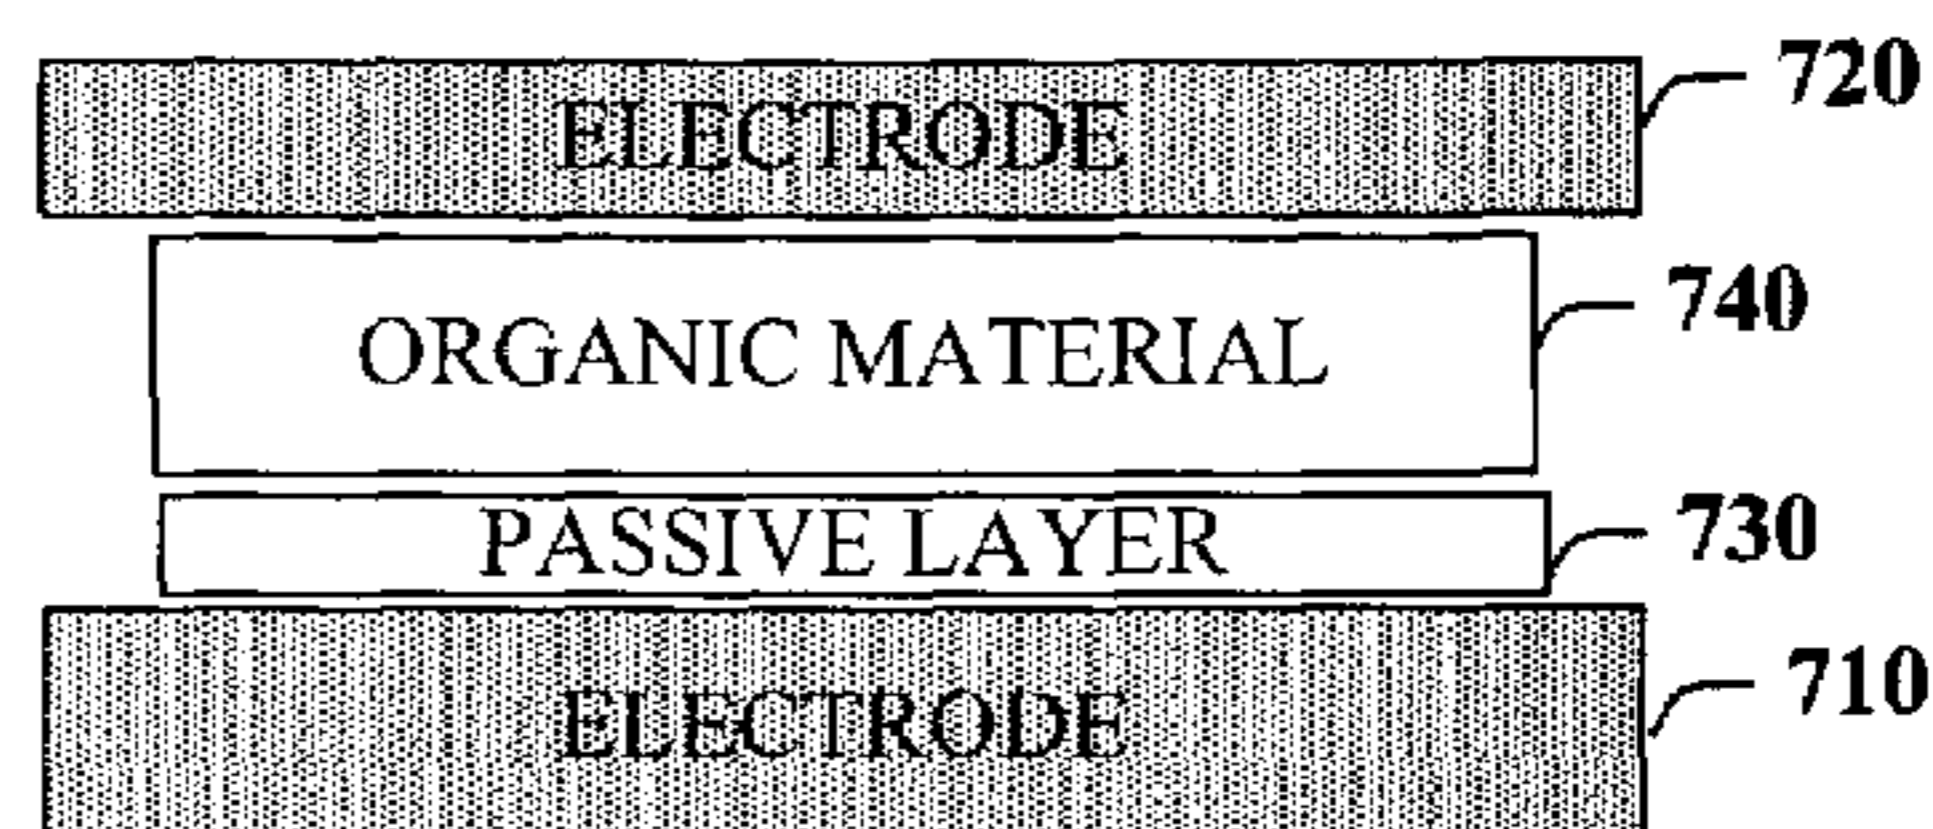 ELECTRODE 720
ORGANIC MATERIAL 740
PASSIVE LAYER 730
ELECTRODE 710